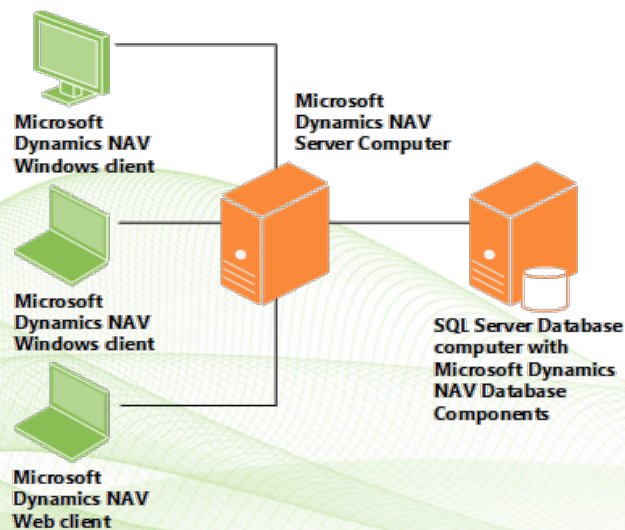 Microsoft
Dynamics NAV
Windows client
Microsoft
Dynamics NAV
Server Computer
Microsoft
Dynamics NAV
Windows client
SQL Server Database
computer with
Microsoft Dynamics
NAV Database
Components
Microsoft
Dynamics NAV
Web client